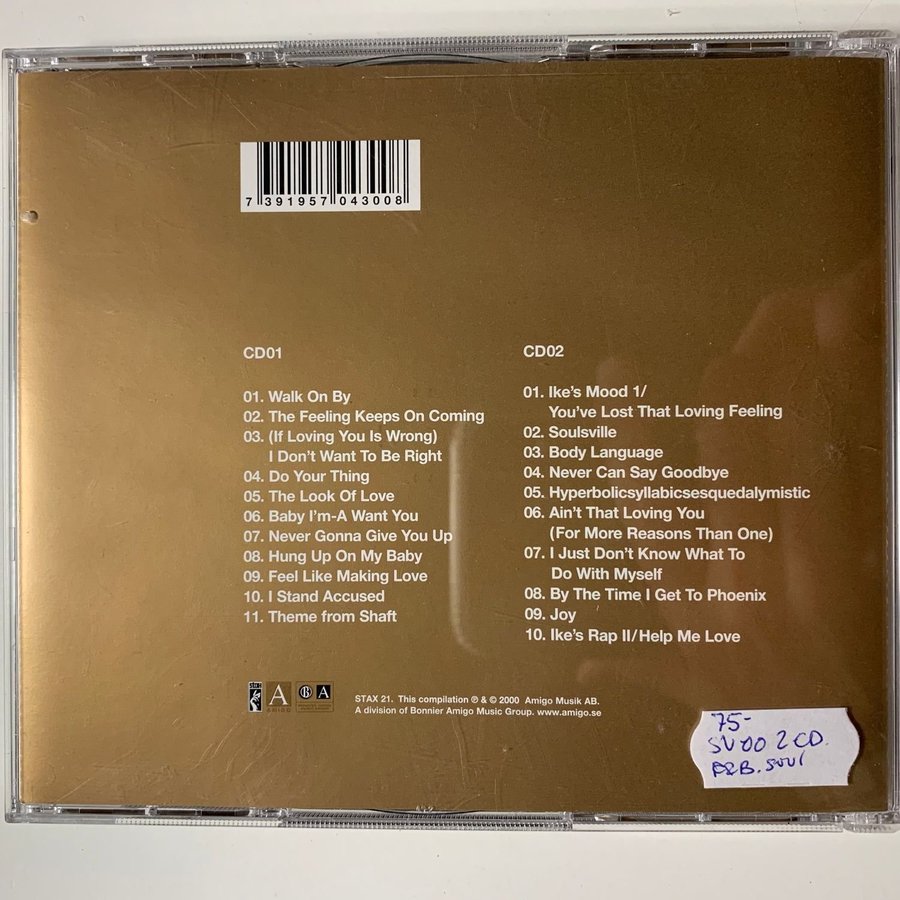 7 391957 043008
CD01
01. Walk On By
02. The Feeling Keeps On Coming
03. (If Loving You Is Wrong)
I Don't Want To Be Right
04. Do Your Thing
05. The Look Of Love
06. Baby I'm-A Want You
07. Never Gonna Give You Up
08. Hung Up On My Baby
09. Feel Like Making Love
10. I Stand Accused
11. Theme from Shaft
CD02
01. Ike's Mood 1/
You've Lost That Loving Feeling
02. Soulsville
03. Body Language
04. Never Can Say Goodbye
05. Hyperbolicsyllabicsesquedalymistic
06. Ain't That Loving You
(For More Reasons Than One)
07. I Just Don't Know What To
Do With Myself
08. By The Time I Get To Phoenix
09. Joy
10. Ike's Rap II/Help Me Love
A
AMIGO
B A
STAX 21. This compilation ℗ & © 2000 Amigo Musik AB.
A division of Bonnier Amigo Music Group. www.amigo.se
75-
SV 00 2 CD.
R&B. soul